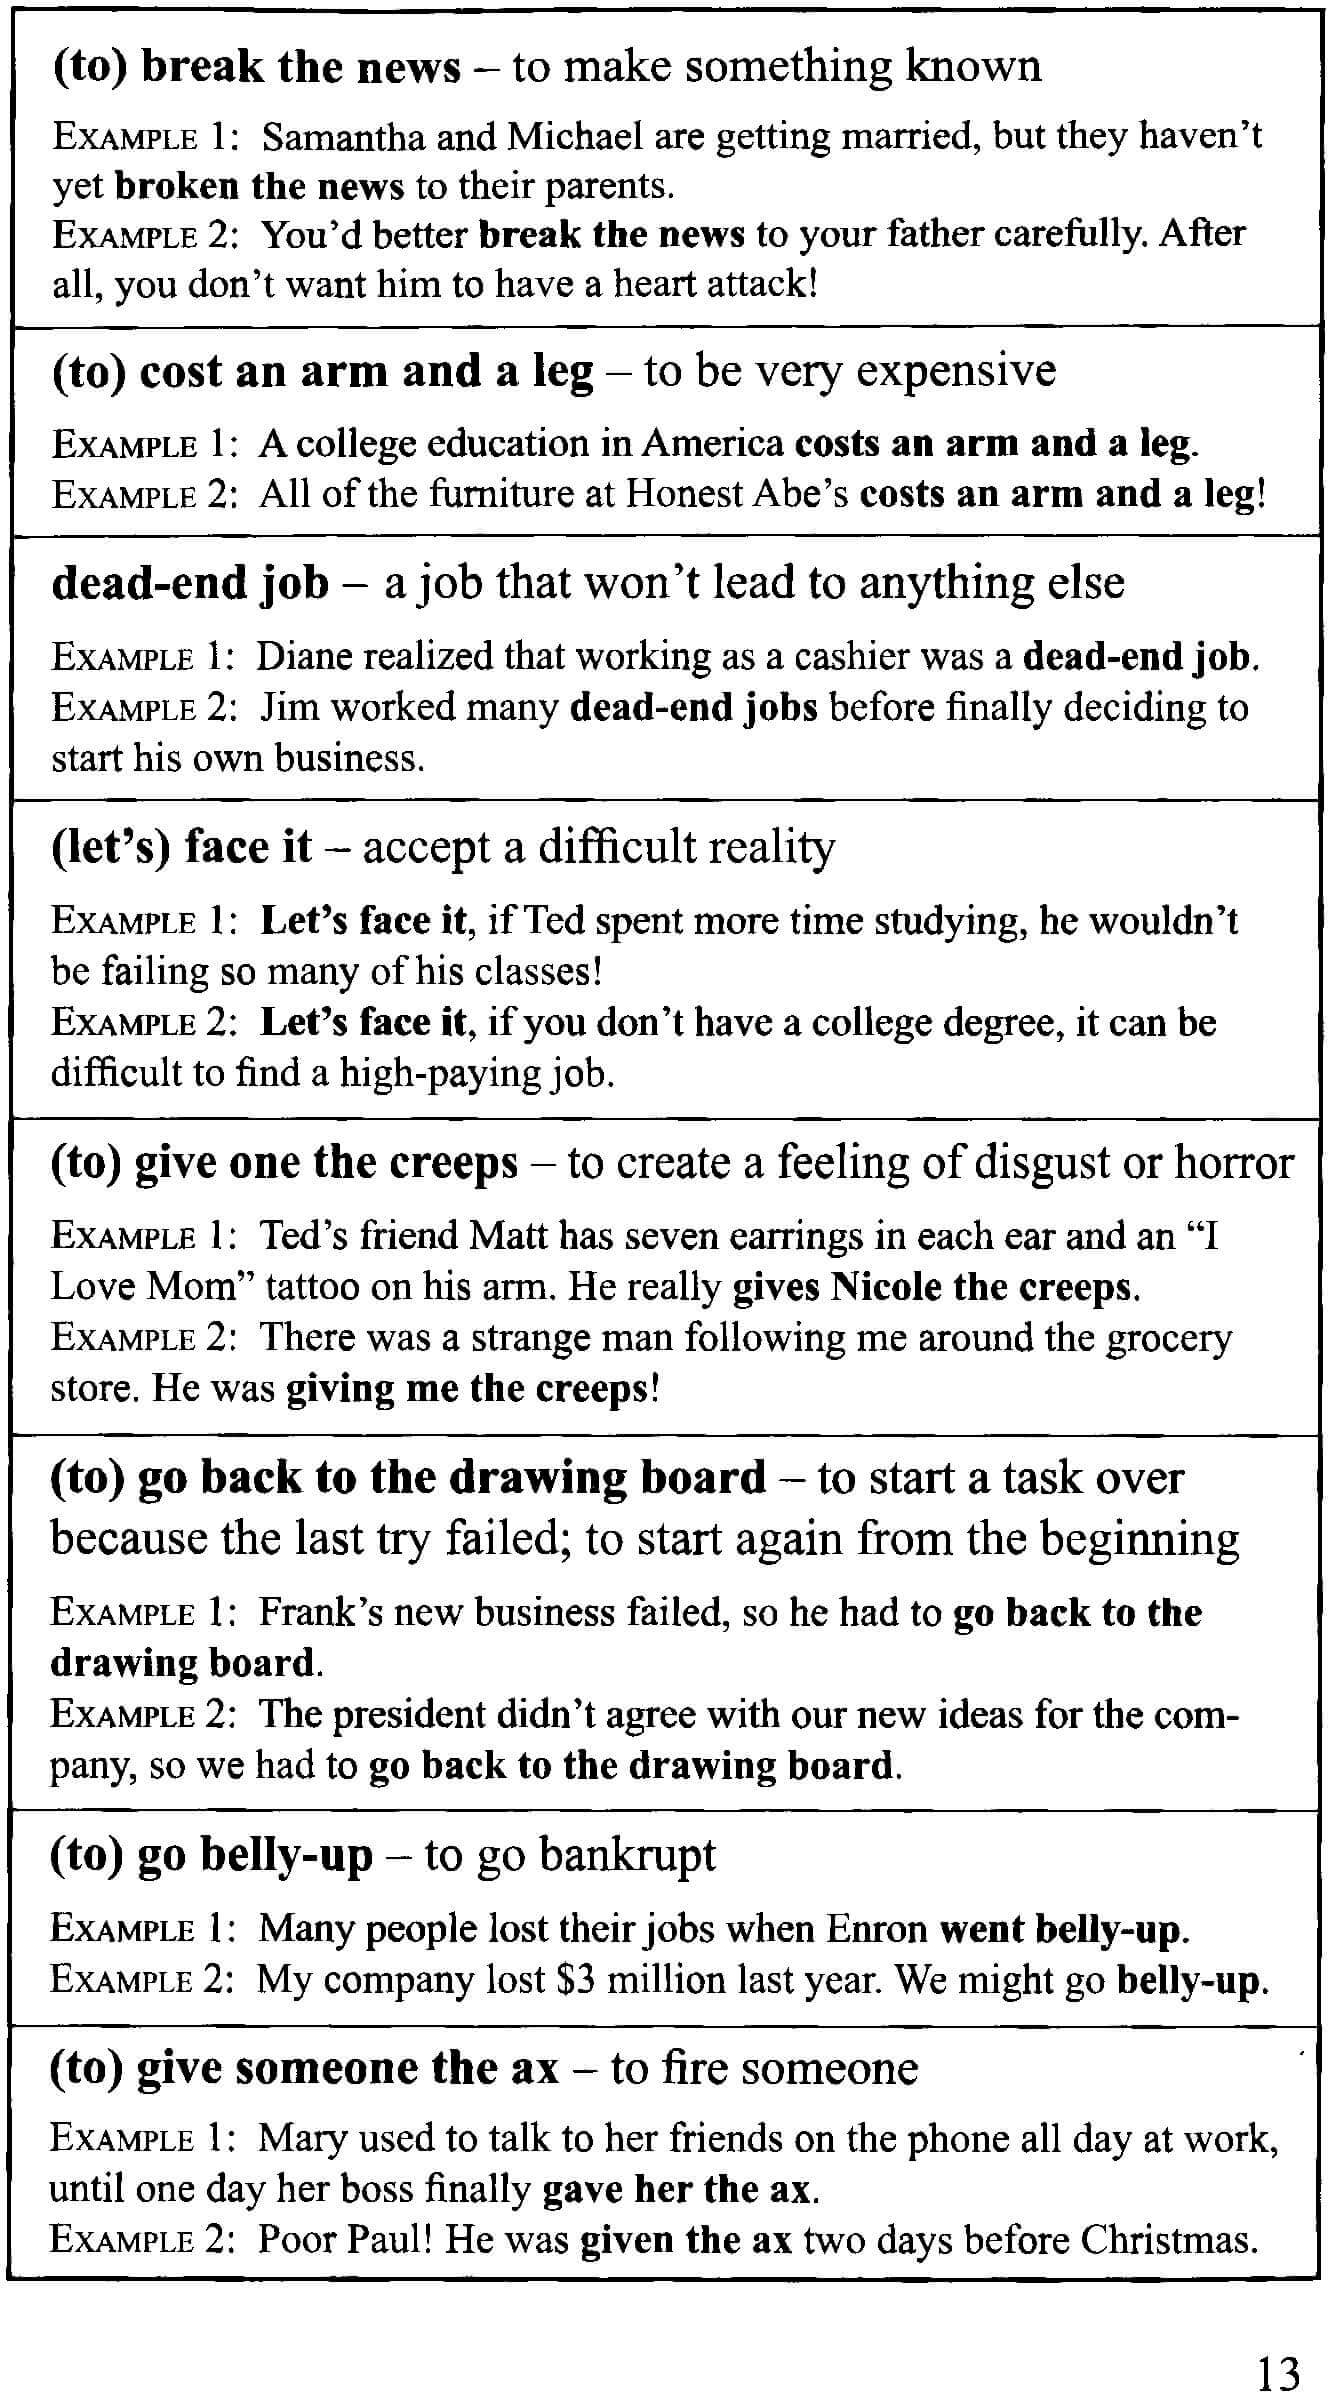 (to) break the news – to make something known
EXAMPLE 1: Samantha and Michael are getting married, but they haven't
yet broken the news to their parents.
EXAMPLE 2: You'd better break the news to your father carefully. After
all, you don't want him to have a heart attack!
(to) cost an arm and a leg – to be very expensive
EXAMPLE 1: A college education in America costs an arm and a leg.
EXAMPLE 2: All of the furniture at Honest Abe's costs an arm and a leg!
dead-end job – a job that won't lead to anything else
EXAMPLE 1: Diane realized that working as a cashier was a dead-end job.
EXAMPLE 2: Jim worked many dead-end jobs before finally deciding to
start his own business.
(let's) face it – accept a difficult reality
EXAMPLE 1: Let's face it, if Ted spent more time studying, he wouldn't
be failing so many of his classes!
EXAMPLE 2: Let's face it, if you don't have a college degree, it can be
difficult to find a high-paying job.
(to) give one the creeps – to create a feeling of disgust or horror
EXAMPLE 1: Ted's friend Matt has seven earrings in each ear and an “I
Love Mom” tattoo on his arm. He really gives Nicole the creeps.
EXAMPLE 2: There was a strange man following me around the grocery
store. He was giving me the creeps!
(to) go back to the drawing board – to start a task over
because the last try failed; to start again from the beginning
EXAMPLE 1: Frank's new business failed, so he had to go back to the
drawing board.
EXAMPLE 2: The president didn't agree with our new ideas for the com-
pany, so we had to go back to the drawing board.
(to) go belly-up – to go bankrupt
EXAMPLE 1: Many people lost their jobs when Enron went belly-up.
EXAMPLE 2: My company lost $3 million last year. We might go belly-up.
(to) give someone the ax – to fire someone
EXAMPLE 1: Mary used to talk to her friends on the phone all day at work,
until one day her boss finally gave her the ax.
EXAMPLE 2: Poor Paul! He was given the ax two days before Christmas.
13